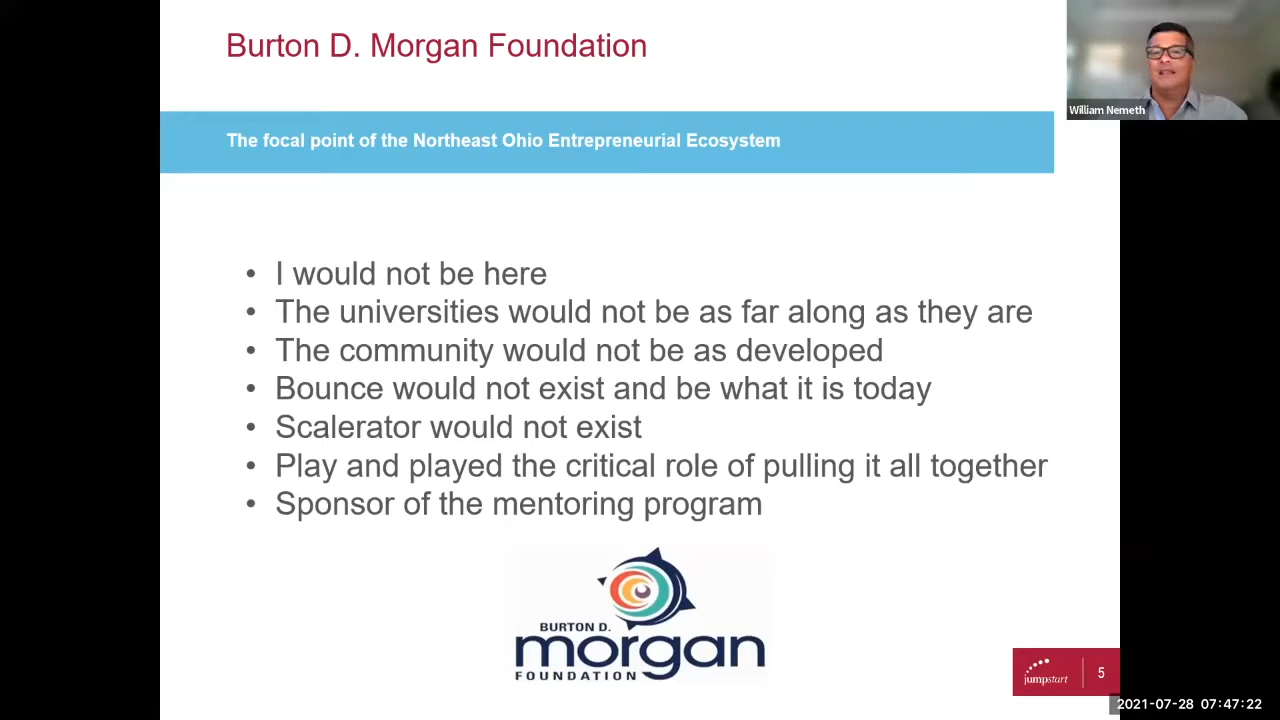 Burton D. Morgan Foundation
William Nemeth
The focal point of the Northeast Ohio Entrepreneurial Ecosystem
• I would not be here
• The universities would not be as far along as they are
• The community would not be as developed
• Bounce would not exist and be what it is today
• Scalerator would not exist
• Play and played the critical role of pulling it all together
• Sponsor of the mentoring program
BURTON D.
morgan
FOUNDATION
jumpstart
5
2021-07-28 07:47:22